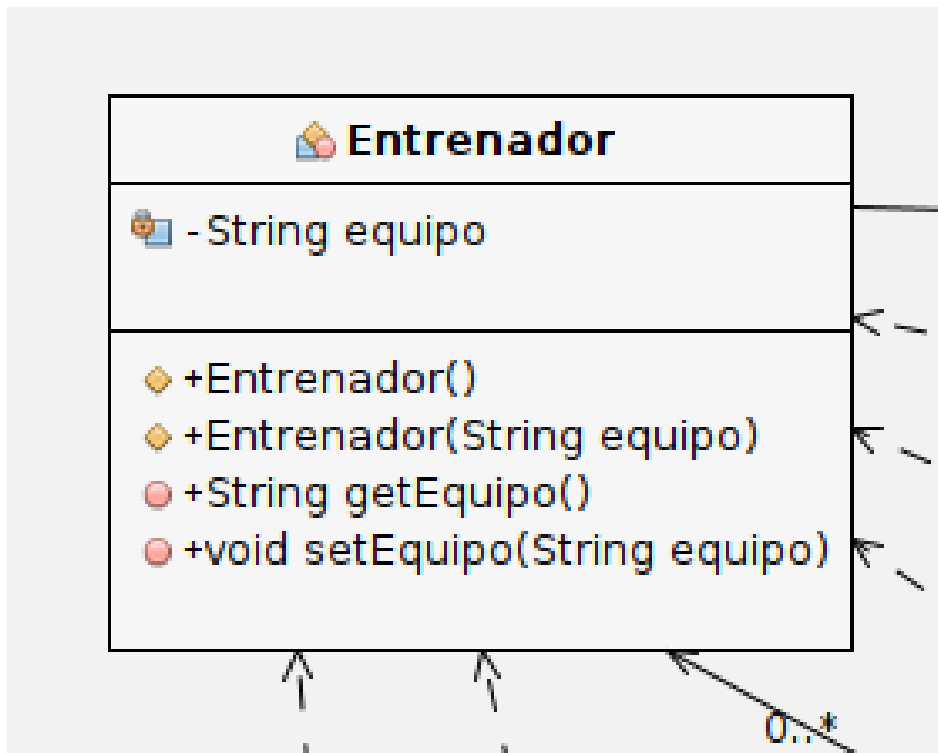 Entrenador
-String equipo
+Entrenador()
+Entrenador(String equipo)
+String getEquipo()
+void setEquipo(String equipo)
0..*